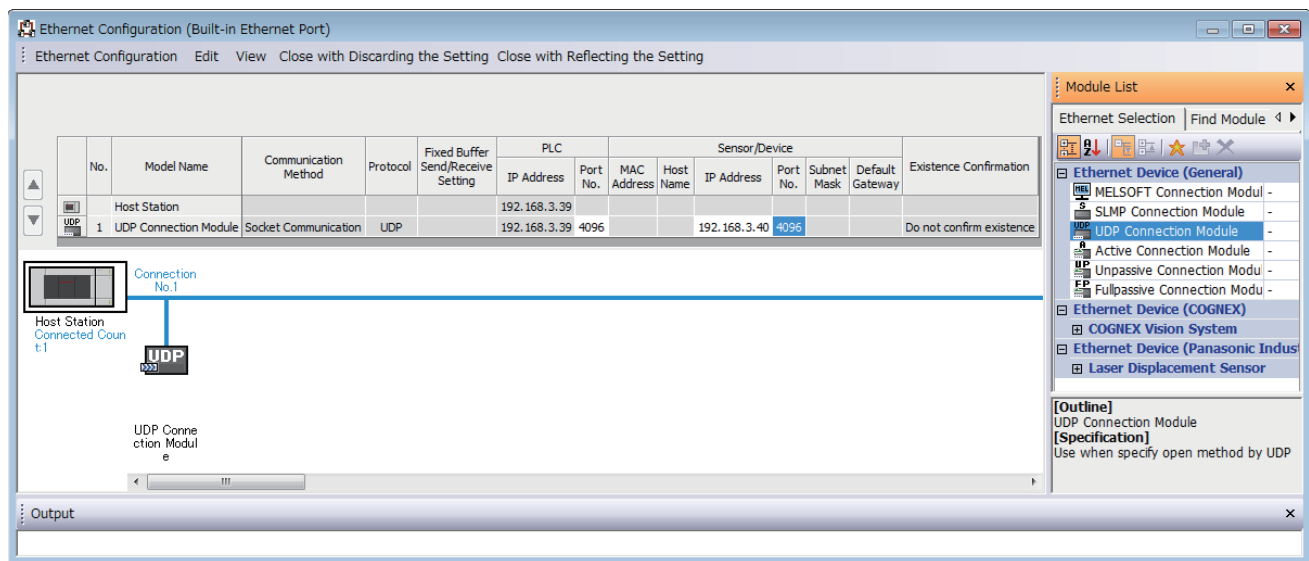 Ethernet Configuration (Built-in Ethernet Port)
Ethernet Configuration Edit View Close with Discarding the Setting Close with Reflecting the Setting
Module List
Ethernet Selection Find Module
No. Model Name Communication Method Protocol Fixed Buffer Send/Receive Setting PLC Sensor/Device Existence Confirmation
IP Address Port No. MAC Address Host Name IP Address Port No. Subnet Mask Default Gateway
Host Station 192.168.3.39
UDP 1 UDP Connection Module Socket Communication UDP 192.168.3.39 4096 192.168.3.40 4096 Do not confirm existence
Connection
No.1
Host Station
Connected Coun
t:1
UDP
UDP Conne
ction Modul
e
Ethernet Device (General)
MEL MELSOFT Connection Modul -
S SLMP Connection Module -
UDP UDP Connection Module -
A Active Connection Module -
UP Unpassive Connection Modul -
FP Fullpassive Connection Modu -
Ethernet Device (COGNEX)
COGNEX Vision System
Ethernet Device (Panasonic Indus
Laser Displacement Sensor
[Outline]
UDP Connection Module
[Specification]
Use when specify open method by UDP
Output